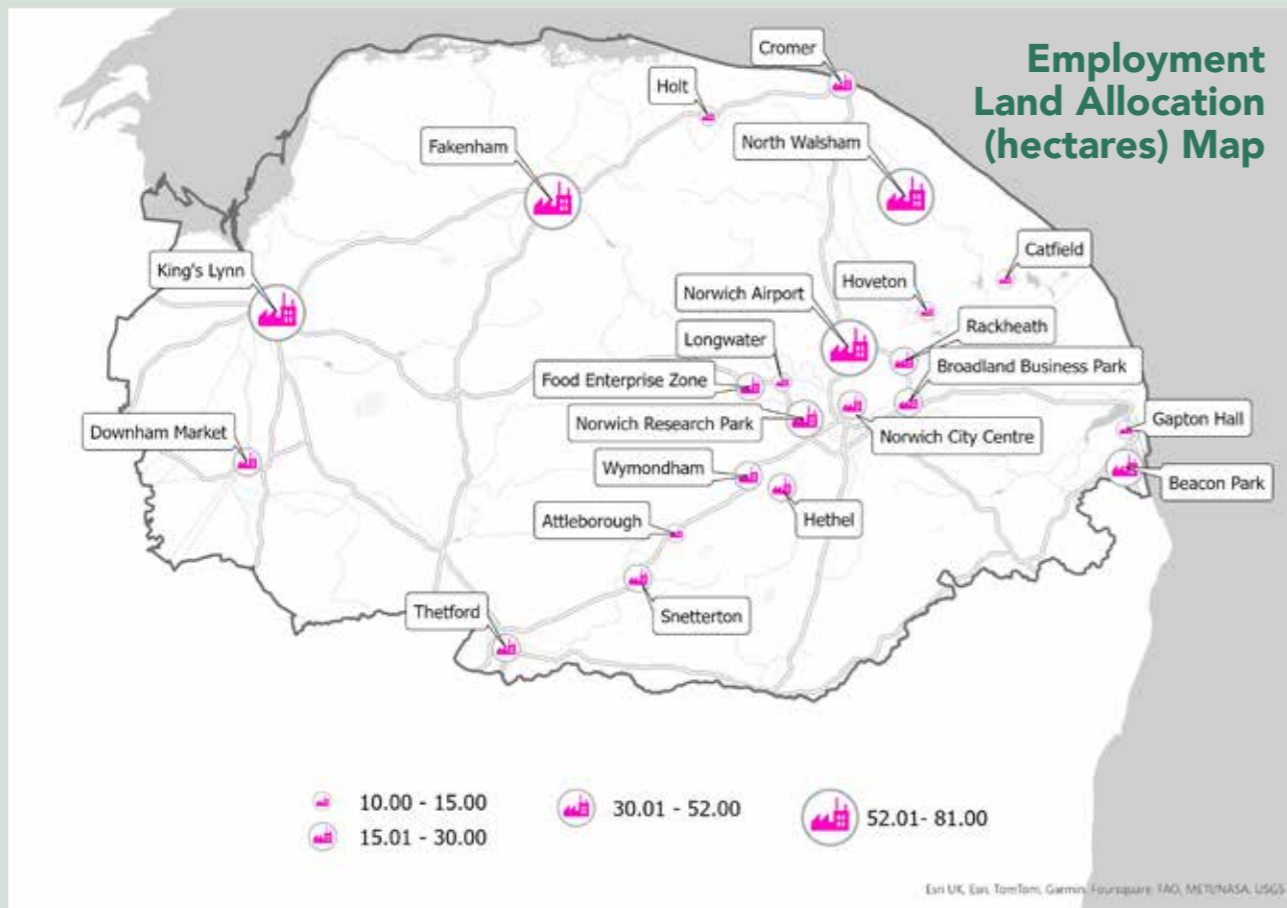 Employment
Land Allocation
(hectares) Map
Cromer
Holt
Fakenham
North Walsham
Catfield
King's Lynn
Hoveton
Norwich Airport
Rackheath
Longwater
Broadland Business Park
Food Enterprise Zone
Norwich Research Park
Gapton Hall
Downham Market
Norwich City Centre
Wymondham
Beacon Park
Attleborough
Hethel
Thetford
Snetterton
10.00 - 15.00
15.01 - 30.00
30.01 - 52.00
52.01- 81.00
Esri UK, Esri, TomTom, Garmin, Foursquare, FAO, METI/NASA, USGS